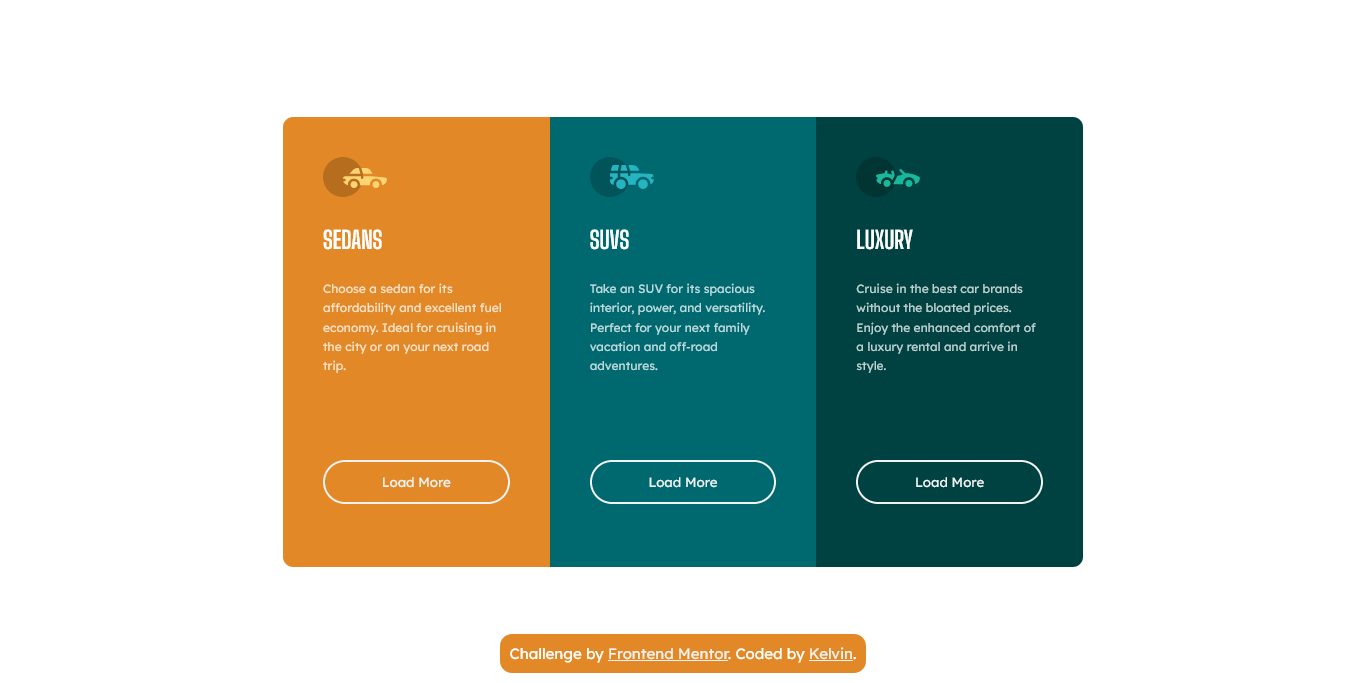 SEDANS
Choose a sedan for its
affordability and excellent fuel
economy. Ideal for cruising in
the city or on your next road
trip.
Load More
SUVS
Take an SUV for its spacious
interior, power, and versatility.
Perfect for your next family
vacation and off-road
adventures.
Load More
LUXURY
Cruise in the best car brands
without the bloated prices.
Enjoy the enhanced comfort of
a luxury rental and arrive in
style.
Load More
Challenge by Frontend Mentor. Coded by Kelvin.